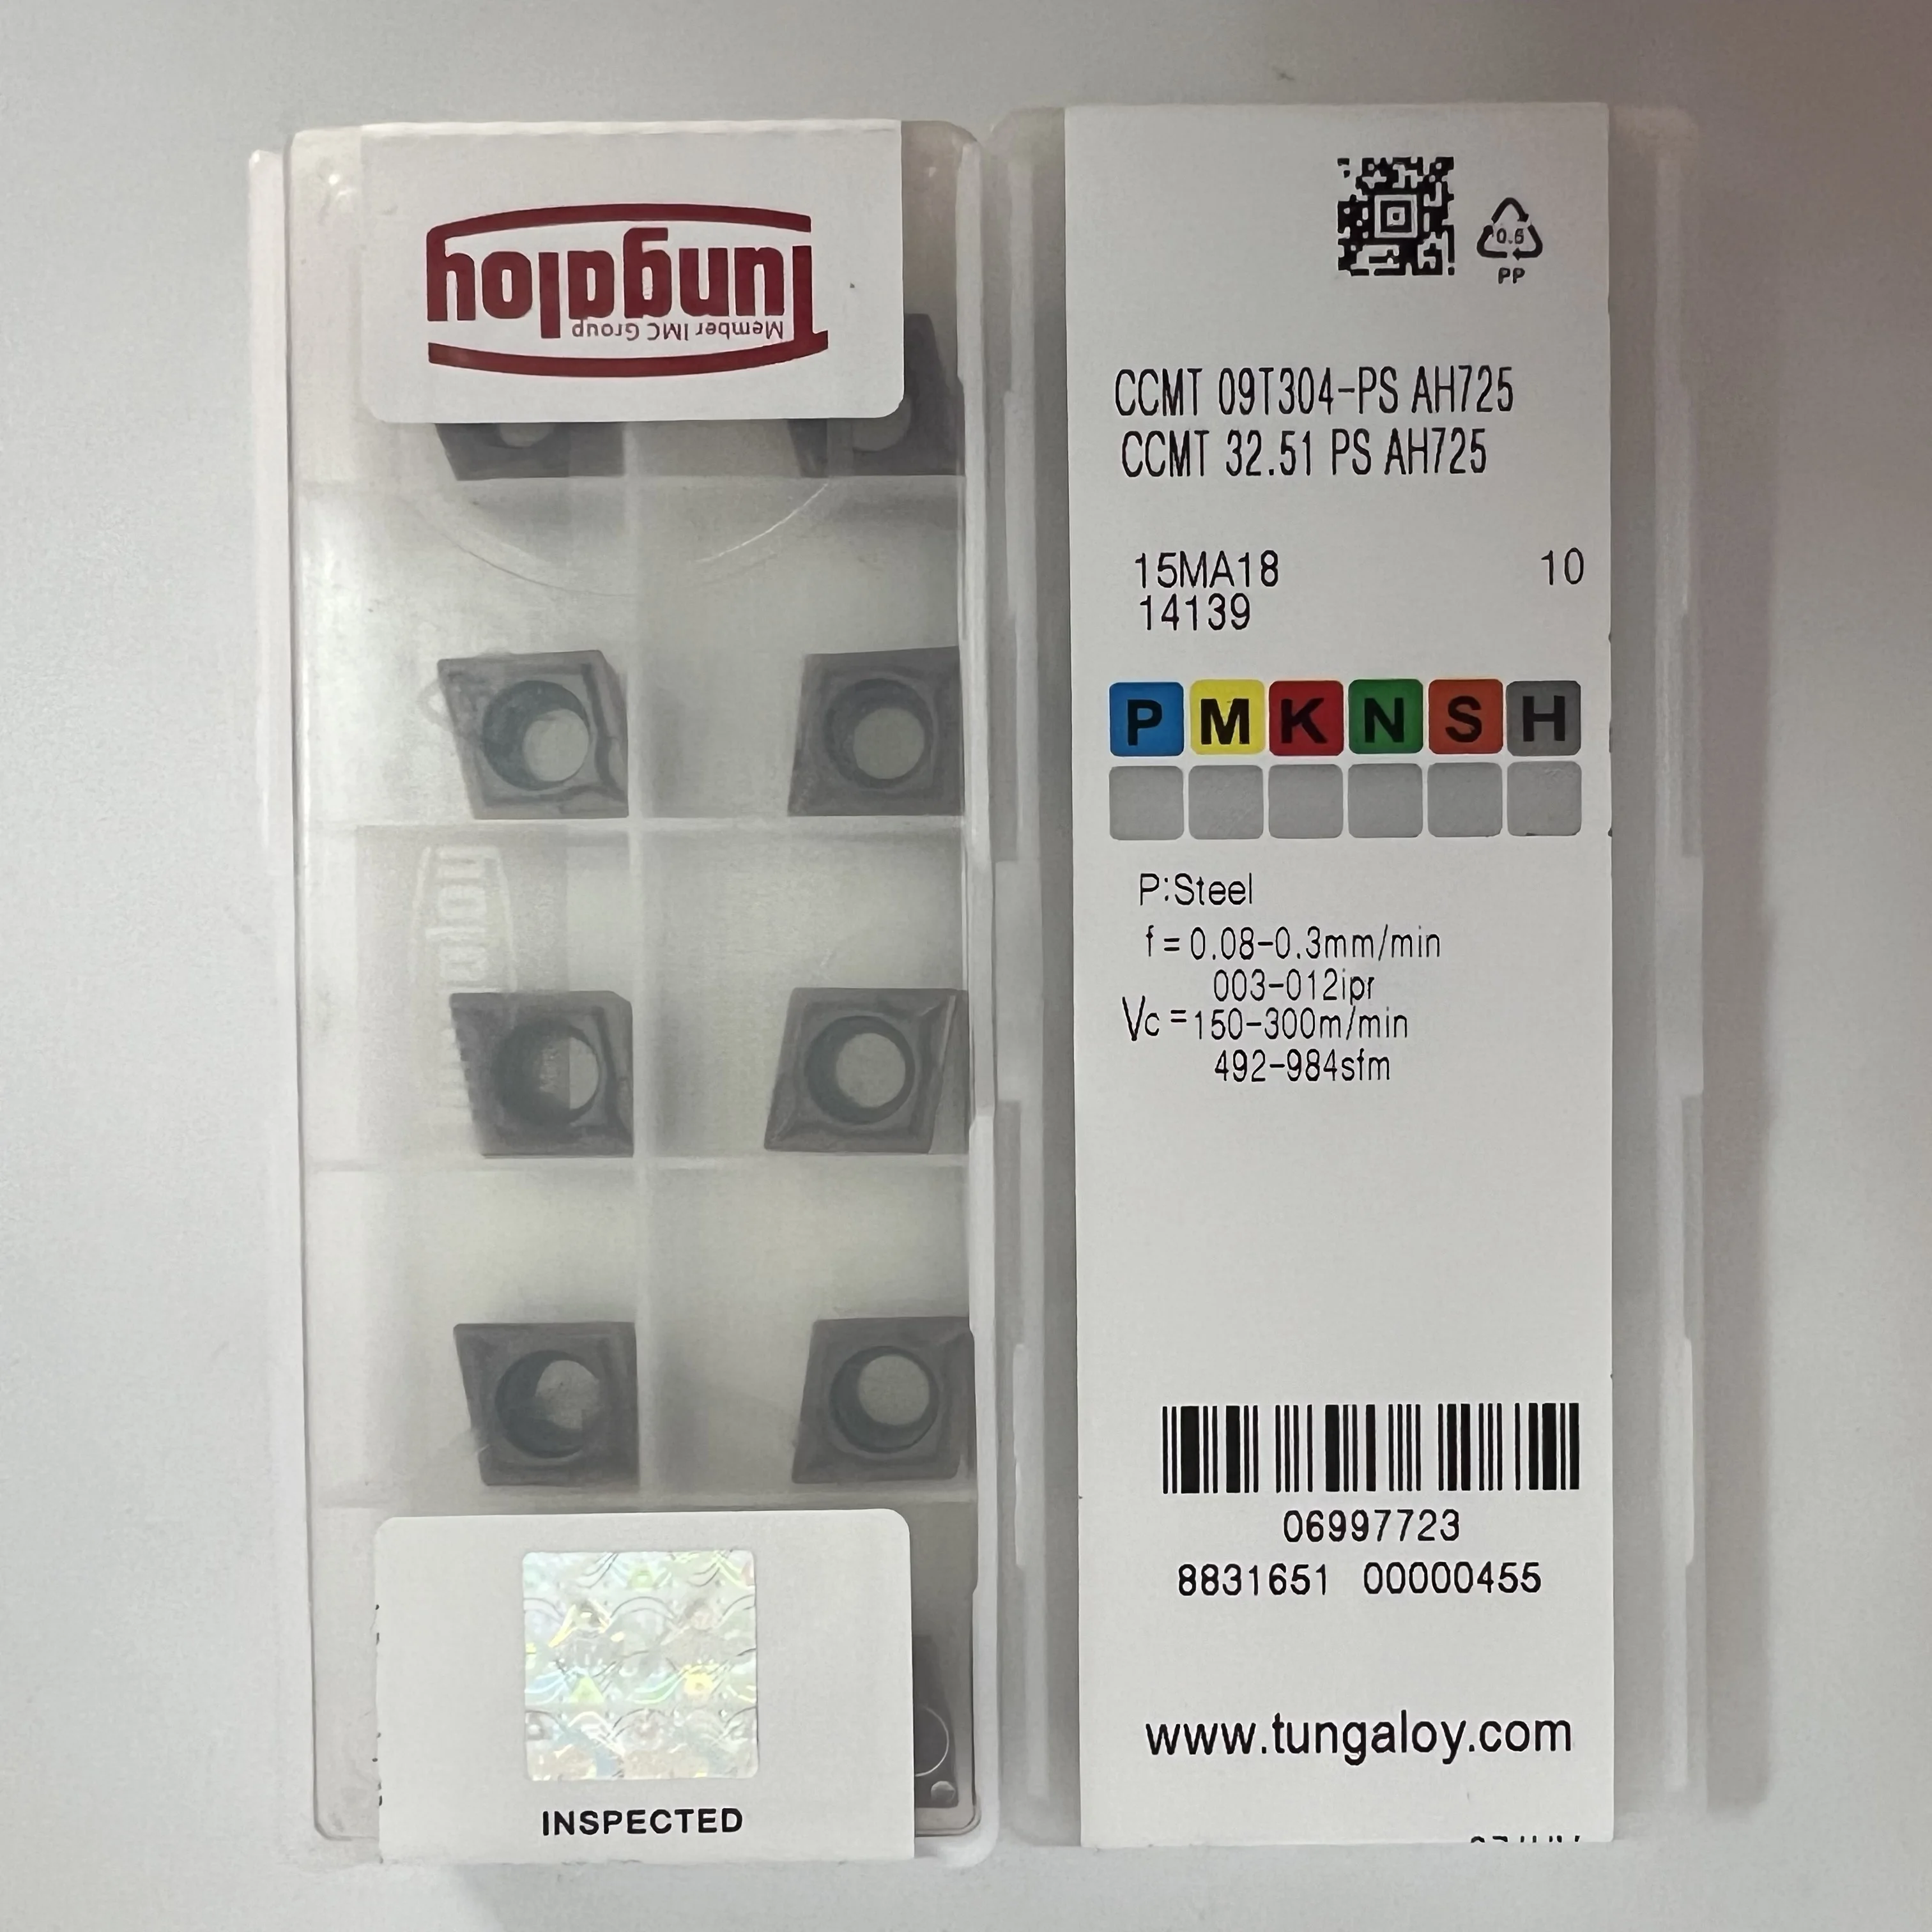 Tungaloy
Member IMC Group
INSPECTED
0.6
PP
CCMT 09T304-PS AH725
CCMT 32.51 PS AH725
15MA18 10
14139
P M K N S H
P:Steel
f = 0.08-0.3mm/min
003-012ipr
Vc =150-300m/min
492-984sfm
06997723
8831651 00000455
www.tungaloy.com